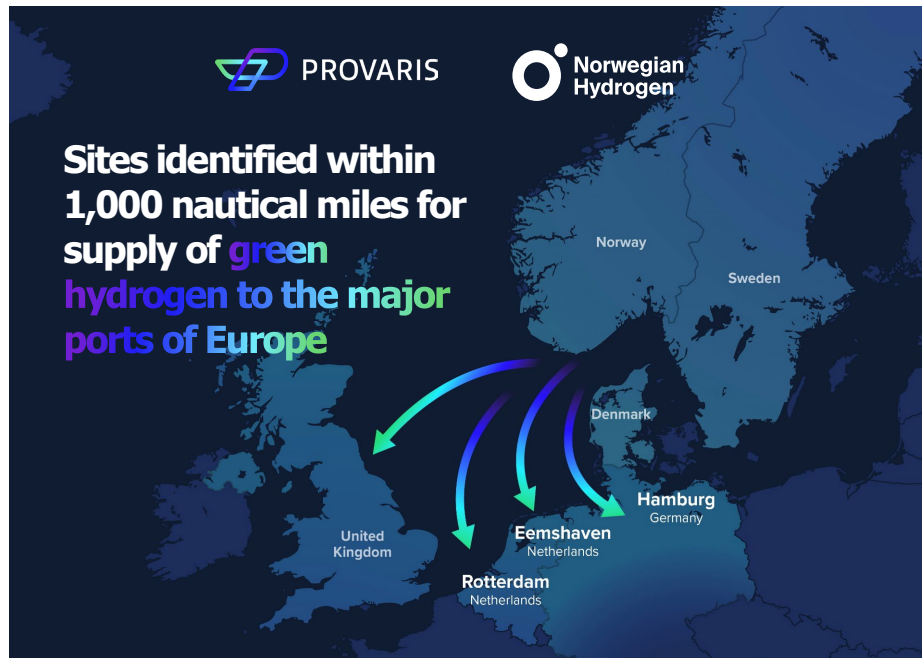 PROVARIS
Norwegian
Hydrogen
Sites identified within
1,000 nautical miles for
supply of green
hydrogen to the major
ports of Europe
Norway
Sweden
Denmark
Hamburg
Germany
Eemshaven
Netherlands
United
Kingdom
Rotterdam
Netherlands